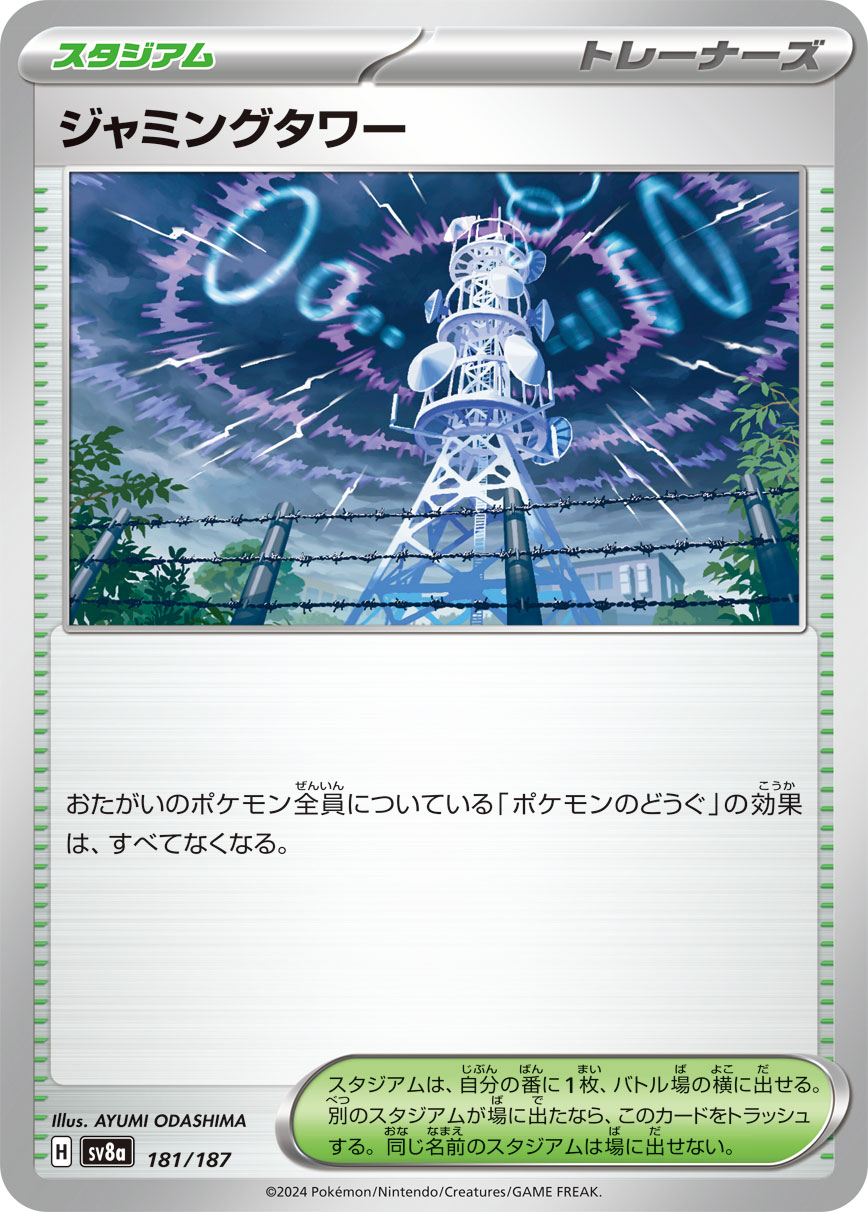 スタジアム
トレーナーズ
ジャミングタワー
おたがいのポケモン全員についている「ポケモンのどうぐ」の効果
は、すべてなくなる。
スタジアムは、自分の番に1枚、バトル場の横に出せる。
別のスタジアムが場に出たなら、このカードをトラッシュ
する。同じ名前のスタジアムは場に出せない。
Illus. AYUMI ODASHIMA
H sv8a 181/187
©2024 Pokémon/Nintendo/Creatures/GAME FREAK.